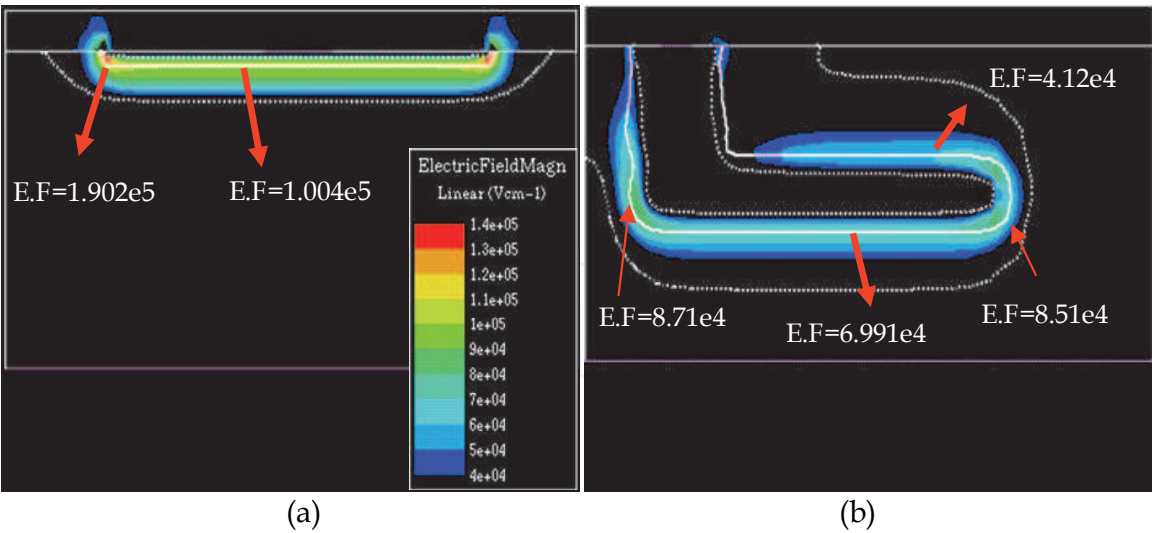 E.F=1.902e5
E.F=1.004e5
ElectricFieldMagn
Linear (Vcm-1)
1.4e+05
1.3e+05
1.2e+05
1.1e+05
1e+05
9e+04
8e+04
7e+04
6e+04
5e+04
4e+04
(a)
E.F=4.12e4
E.F=8.71e4
E.F=6.991e4
E.F=8.51e4
(b)